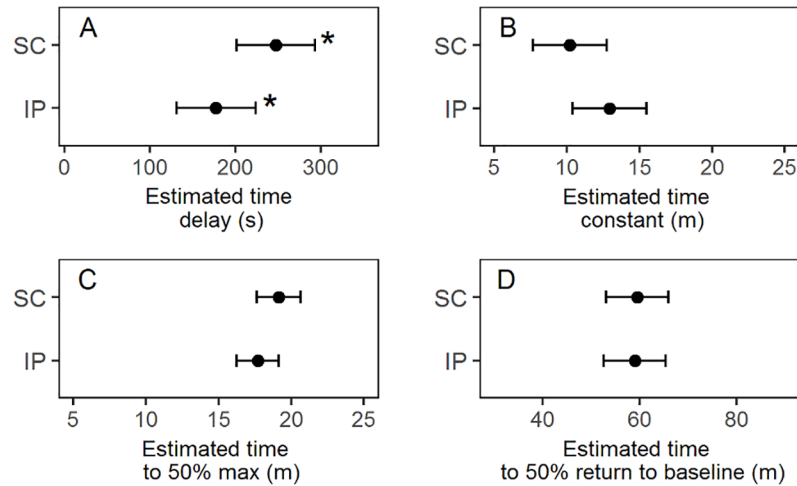 A
SC *
IP *
0 100 200 300
Estimated time
delay (s)
B
SC
IP
5 10 15 20 25
Estimated time
constant (m)
C
SC
IP
5 10 15 20 25
Estimated time
to 50% max (m)
D
SC
IP
40 60 80
Estimated time
to 50% return to baseline (m)